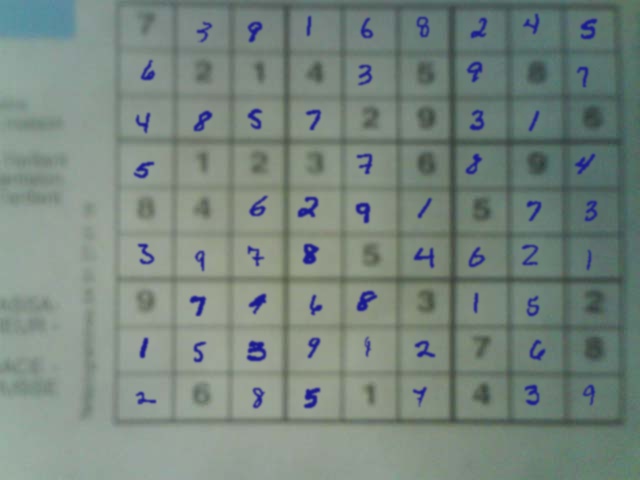 7 3 9 1 6 8 2 4 5
6 2 1 4 3 5 9 8 7
4 8 5 7 2 9 3 1 6
5 1 2 3 7 6 8 9 4
8 4 6 2 9 1 5 7 3
3 9 7 8 5 4 6 2 1
9 7 4 6 8 3 1 5 2
1 5 3 9 4 2 7 6 8
2 6 8 5 1 7 4 3 9